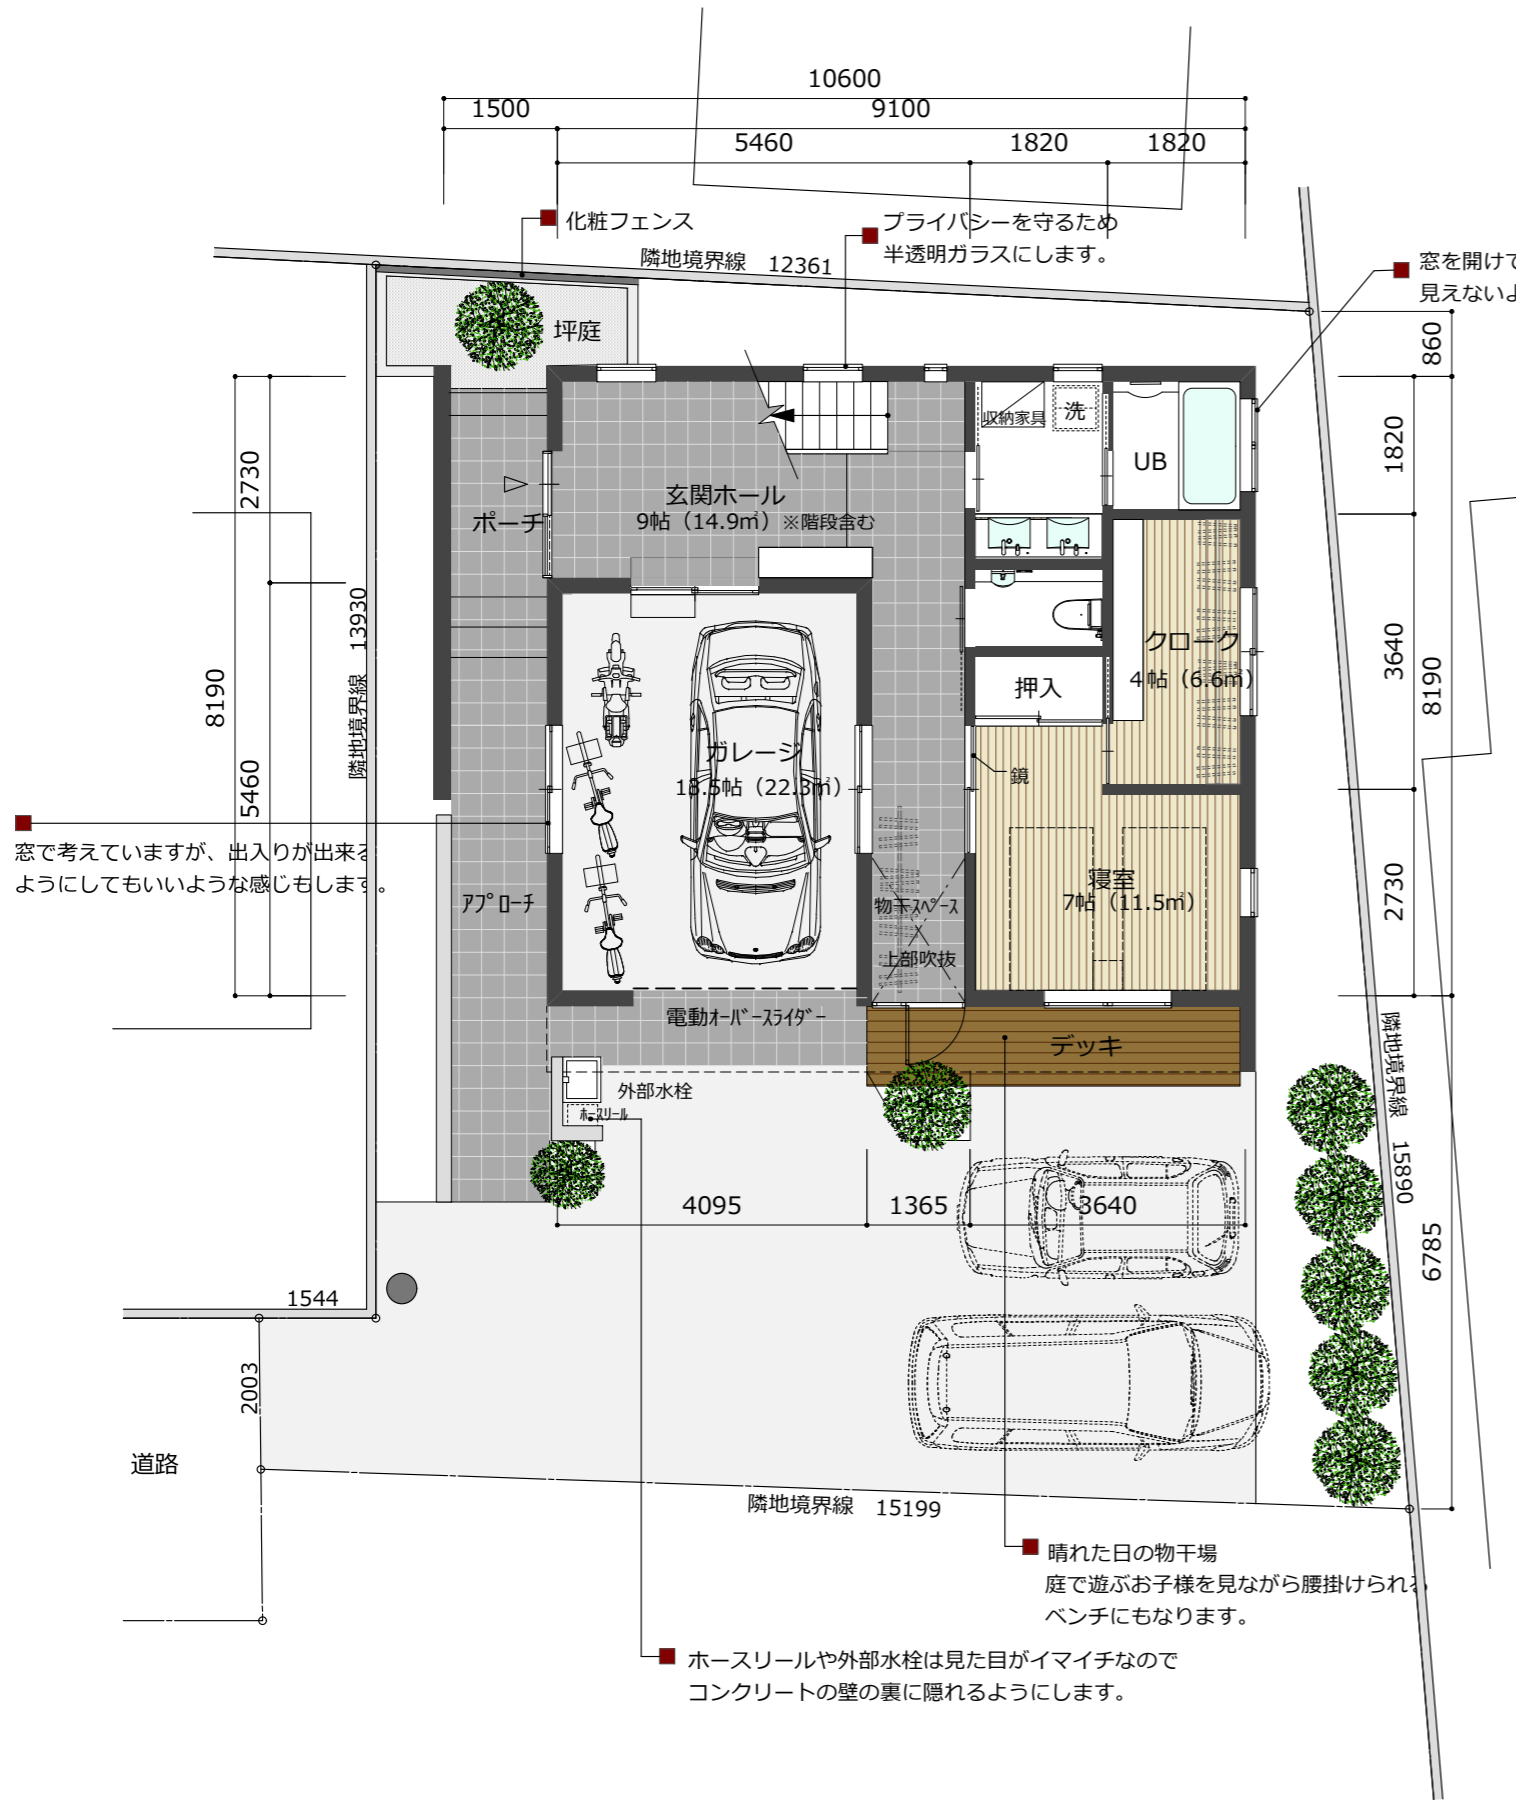 10600
1500
9100
5460
1820
1820
化粧フェンス
プライバシーを守るため
半透明ガラスにします。
隣地境界線 12361
窓を開けて
見えないよ
坪庭
860
1820
3640
8190
2730
6785
2730
8190
5460
隣地境界線 13930
収納家具
洗
UB
玄関ホール
9帖（14.9㎡）※階段含む
ポーチ
クローク
4帖（6.6㎡）
押入
鏡
ガレージ
18.5帖（22.3㎡）
窓で考えていますが、出入りが出来る
ようにしてもいいような感じもします。
アプローチ
物干スペース
上部吹抜
寝室
7帖（11.5㎡）
電動オーバースライダー
デッキ
外部水栓
ホースリール
隣地境界線 15890
4095
1365
3640
1544
2003
道路
隣地境界線 15199
晴れた日の物干場
庭で遊ぶお子様を見ながら腰掛けられる
ベンチにもなります。
ホースリールや外部水栓は見た目がイマイチなので
コンクリートの壁の裏に隠れるようにします。